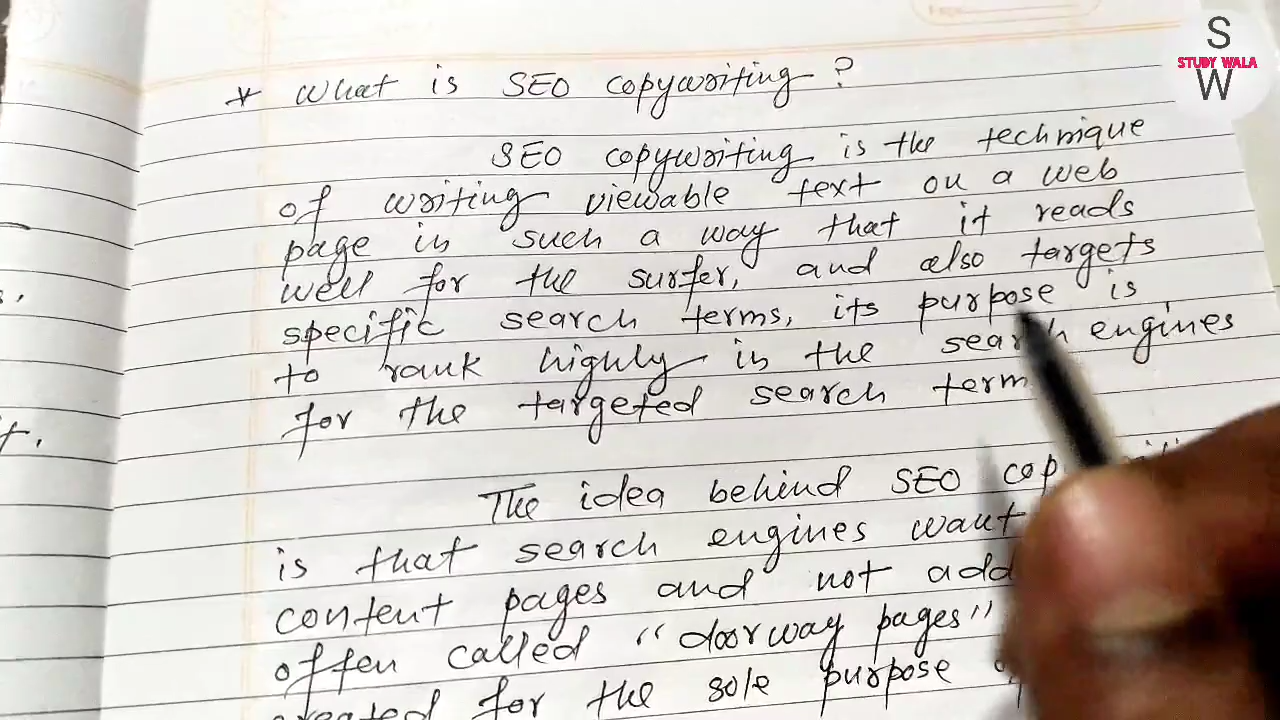 S
STUDY WALA
W
* What is SEO copywriting ?
SEO copywriting is the technique
of writing viewable text on a web
page in such a way that it reads
well for the surfer, and also targets
specific search terms, its purpose is
to rank highly in the search engines
for the targeted search term
The idea behind SEO
is that search engines want
content pages and not
often called "doorway pages"
created for the sole purpose